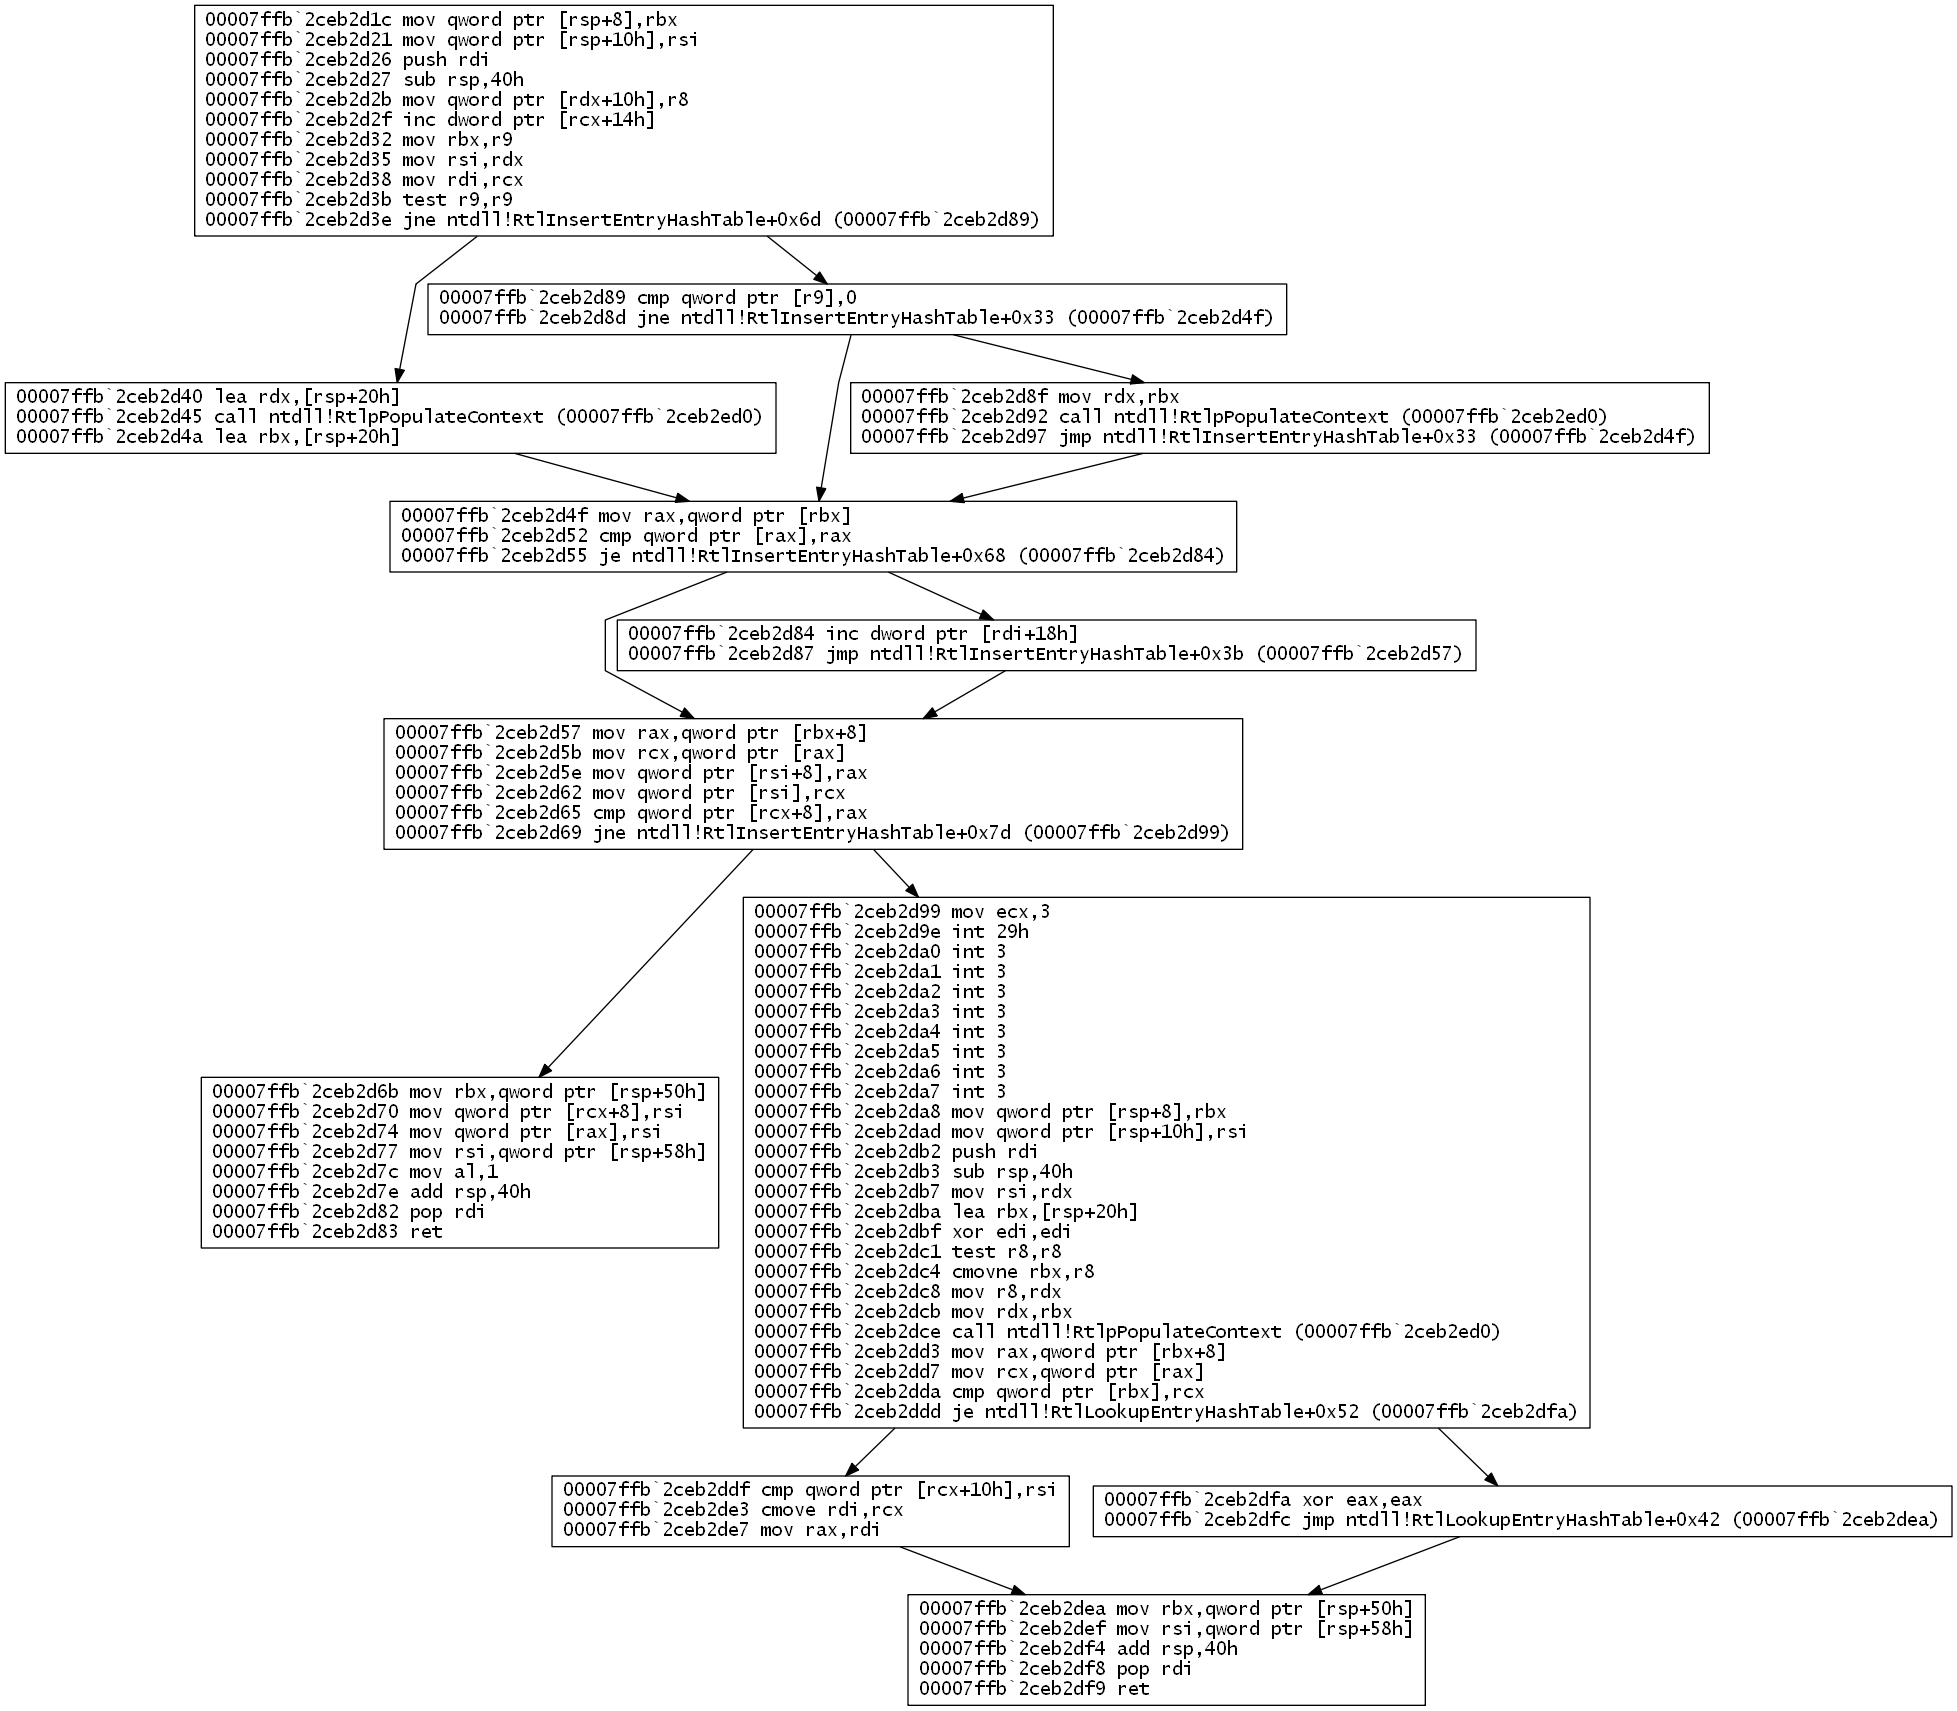 00007ffb`2ceb2d1c mov qword ptr [rsp+8],rbx
00007ffb`2ceb2d21 mov qword ptr [rsp+10h],rsi
00007ffb`2ceb2d26 push rdi
00007ffb`2ceb2d27 sub rsp,40h
00007ffb`2ceb2d2b mov qword ptr [rdx+10h],r8
00007ffb`2ceb2d2f inc dword ptr [rcx+14h]
00007ffb`2ceb2d32 mov rbx,r9
00007ffb`2ceb2d35 mov rsi,rdx
00007ffb`2ceb2d38 mov rdi,rcx
00007ffb`2ceb2d3b test r9,r9
00007ffb`2ceb2d3e jne ntdll!RtlInsertEntryHashTable+0x6d (00007ffb`2ceb2d89)
00007ffb`2ceb2d89 cmp qword ptr [r9],0
00007ffb`2ceb2d8d jne ntdll!RtlInsertEntryHashTable+0x33 (00007ffb`2ceb2d4f)
00007ffb`2ceb2d40 lea rdx,[rsp+20h]
00007ffb`2ceb2d45 call ntdll!RtlpPopulateContext (00007ffb`2ceb2ed0)
00007ffb`2ceb2d4a lea rbx,[rsp+20h]
00007ffb`2ceb2d8f mov rdx,rbx
00007ffb`2ceb2d92 call ntdll!RtlpPopulateContext (00007ffb`2ceb2ed0)
00007ffb`2ceb2d97 jmp ntdll!RtlInsertEntryHashTable+0x33 (00007ffb`2ceb2d4f)
00007ffb`2ceb2d4f mov rax,qword ptr [rbx]
00007ffb`2ceb2d52 cmp qword ptr [rax],rax
00007ffb`2ceb2d55 je ntdll!RtlInsertEntryHashTable+0x68 (00007ffb`2ceb2d84)
00007ffb`2ceb2d84 inc dword ptr [rdi+18h]
00007ffb`2ceb2d87 jmp ntdll!RtlInsertEntryHashTable+0x3b (00007ffb`2ceb2d57)
00007ffb`2ceb2d57 mov rax,qword ptr [rbx+8]
00007ffb`2ceb2d5b mov rcx,qword ptr [rax]
00007ffb`2ceb2d5e mov qword ptr [rsi+8],rax
00007ffb`2ceb2d62 mov qword ptr [rsi],rcx
00007ffb`2ceb2d65 cmp qword ptr [rcx+8],rax
00007ffb`2ceb2d69 jne ntdll!RtlInsertEntryHashTable+0x7d (00007ffb`2ceb2d99)
00007ffb`2ceb2d6b mov rbx,qword ptr [rsp+50h]
00007ffb`2ceb2d70 mov qword ptr [rcx+8],rsi
00007ffb`2ceb2d74 mov qword ptr [rax],rsi
00007ffb`2ceb2d77 mov rsi,qword ptr [rsp+58h]
00007ffb`2ceb2d7c mov al,1
00007ffb`2ceb2d7e add rsp,40h
00007ffb`2ceb2d82 pop rdi
00007ffb`2ceb2d83 ret
00007ffb`2ceb2d99 mov ecx,3
00007ffb`2ceb2d9e int 29h
00007ffb`2ceb2da0 int 3
00007ffb`2ceb2da1 int 3
00007ffb`2ceb2da2 int 3
00007ffb`2ceb2da3 int 3
00007ffb`2ceb2da4 int 3
00007ffb`2ceb2da5 int 3
00007ffb`2ceb2da6 int 3
00007ffb`2ceb2da7 int 3
00007ffb`2ceb2da8 mov qword ptr [rsp+8],rbx
00007ffb`2ceb2dad mov qword ptr [rsp+10h],rsi
00007ffb`2ceb2db2 push rdi
00007ffb`2ceb2db3 sub rsp,40h
00007ffb`2ceb2db7 mov rsi,rdx
00007ffb`2ceb2dba lea rbx,[rsp+20h]
00007ffb`2ceb2dbf xor edi,edi
00007ffb`2ceb2dc1 test r8,r8
00007ffb`2ceb2dc4 cmovne rbx,r8
00007ffb`2ceb2dc8 mov r8,rdx
00007ffb`2ceb2dcb mov rdx,rbx
00007ffb`2ceb2dce call ntdll!RtlpPopulateContext (00007ffb`2ceb2ed0)
00007ffb`2ceb2dd3 mov rax,qword ptr [rbx+8]
00007ffb`2ceb2dd7 mov rcx,qword ptr [rax]
00007ffb`2ceb2dda cmp qword ptr [rbx],rcx
00007ffb`2ceb2ddd je ntdll!RtlLookupEntryHashTable+0x52 (00007ffb`2ceb2dfa)
00007ffb`2ceb2ddf cmp qword ptr [rcx+10h],rsi
00007ffb`2ceb2de3 cmove rdi,rcx
00007ffb`2ceb2de7 mov rax,rdi
00007ffb`2ceb2dfa xor eax,eax
00007ffb`2ceb2dfc jmp ntdll!RtlLookupEntryHashTable+0x42 (00007ffb`2ceb2dea)
00007ffb`2ceb2dea mov rbx,qword ptr [rsp+50h]
00007ffb`2ceb2def mov rsi,qword ptr [rsp+58h]
00007ffb`2ceb2df4 add rsp,40h
00007ffb`2ceb2df8 pop rdi
00007ffb`2ceb2df9 ret